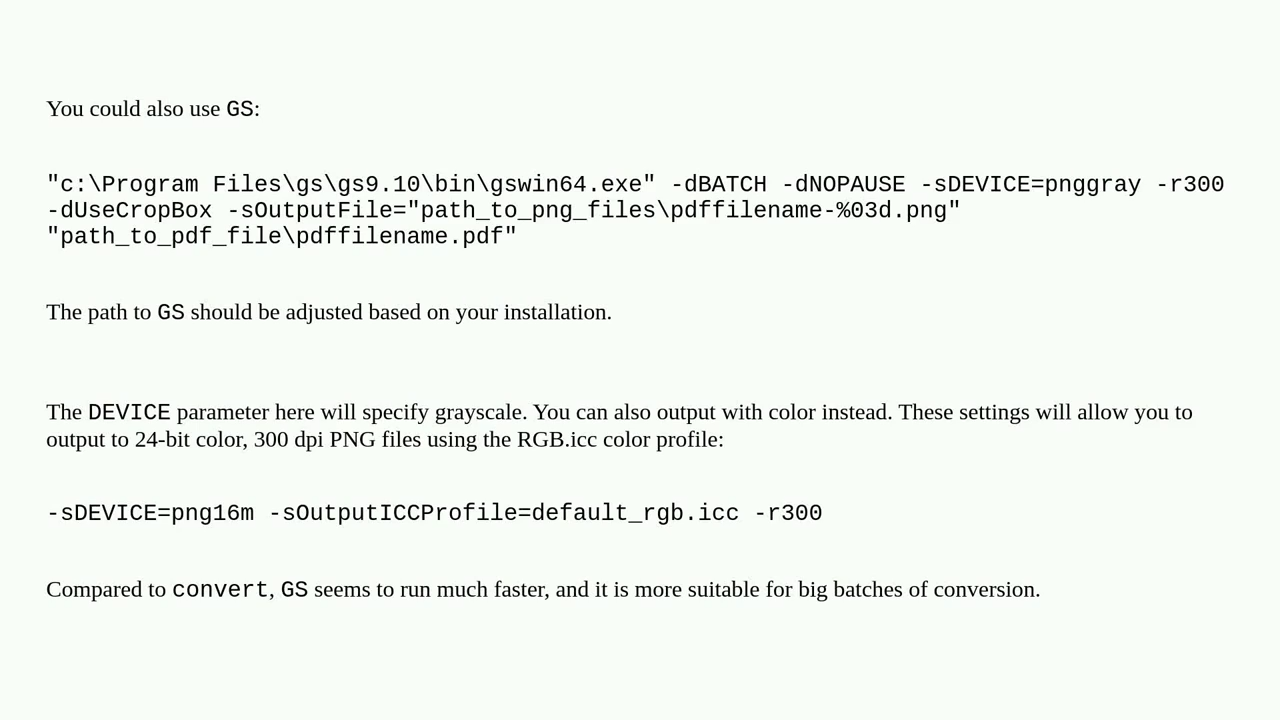 You could also use GS:
"c:\Program Files\gs\gs9.10\bin\gswin64.exe" -dBATCH -dNOPAUSE -sDEVICE=pnggray -r300
-dUseCropBox -sOutputFile="path_to_png_files\pdffilename-%03d.png"
"path_to_pdf_file\pdffilename.pdf"
The path to GS should be adjusted based on your installation.
The DEVICE parameter here will specify grayscale. You can also output with color instead. These settings will allow you to
output to 24-bit color, 300 dpi PNG files using the RGB.icc color profile:
-sDEVICE=png16m -sOutputICCProfile=default_rgb.icc -r300
Compared to convert, GS seems to run much faster, and it is more suitable for big batches of conversion.